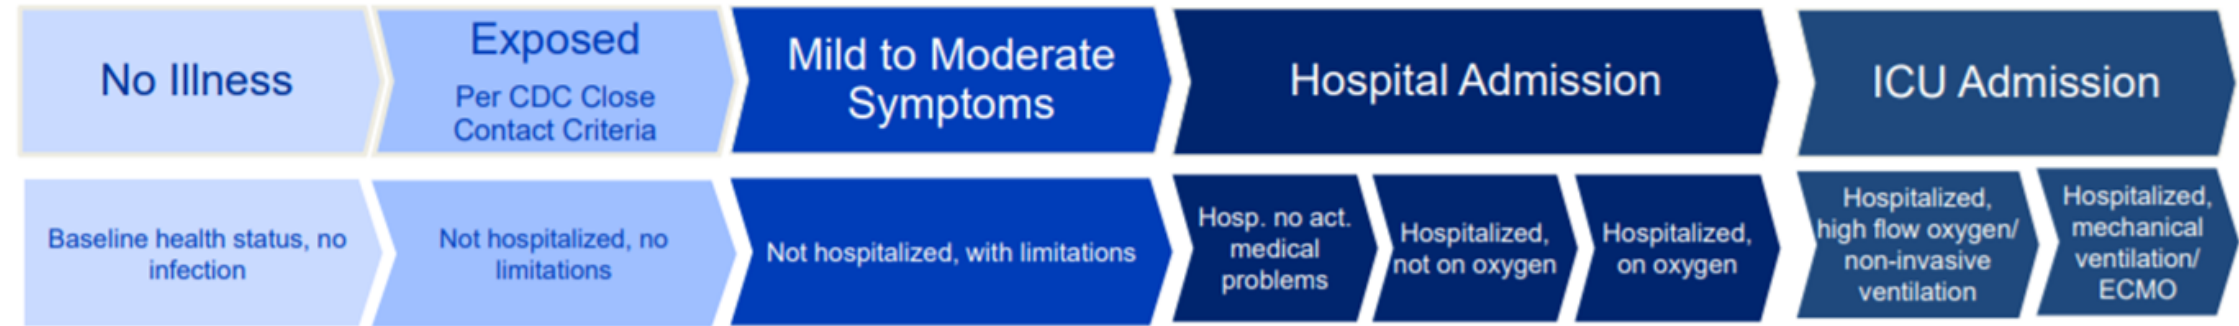 No Illness
Exposed
Per CDC Close
Contact Criteria
Mild to Moderate
Symptoms
Hospital Admission
ICU Admission
Baseline health status, no
infection
Not hospitalized, no
limitations
Not hospitalized, with limitations
Hosp. no act.
medical
problems
Hospitalized,
not on oxygen
Hospitalized,
on oxygen
Hospitalized,
high flow oxygen/
non-invasive
ventilation
Hospitalized,
mechanical
ventilation/
ECMO